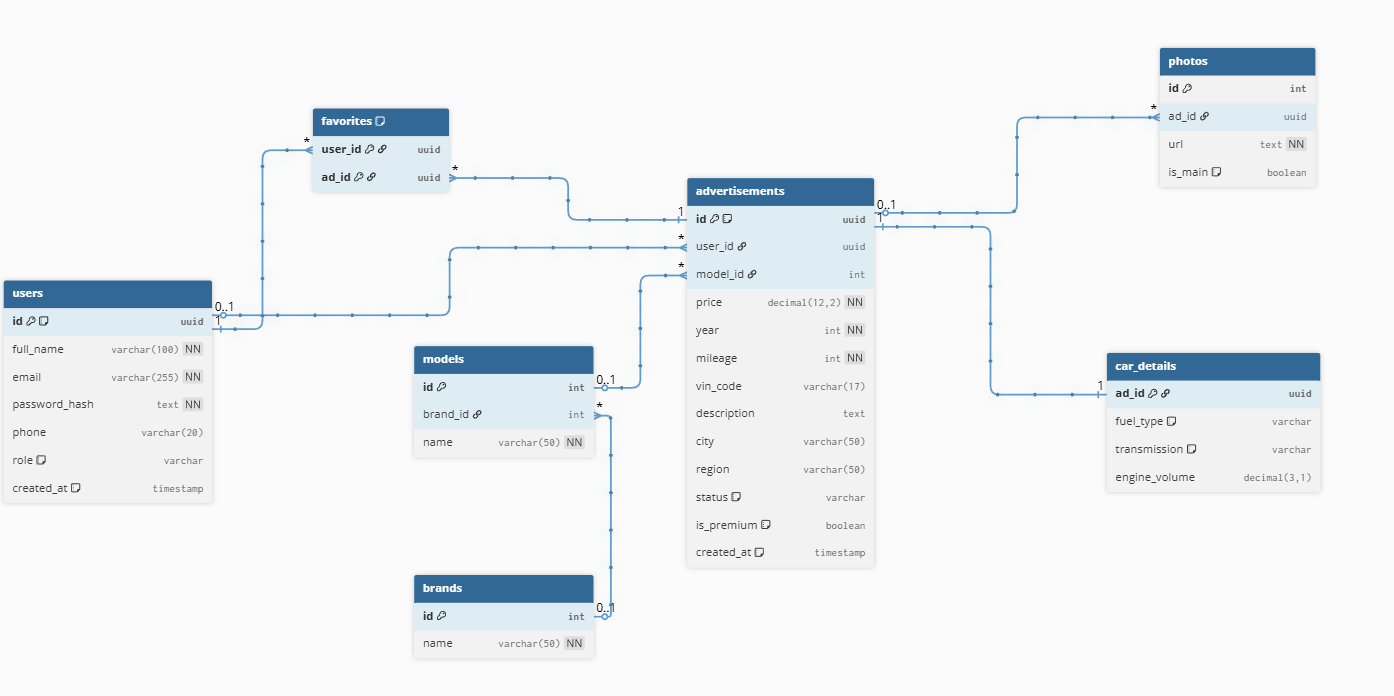 photos
id int
ad_id uuid
url text NN
is_main boolean
favorites
user_id uuid
ad_id uuid
*
*
*
advertisements
id uuid
user_id uuid
model_id int
price decimal(12,2) NN
year int NN
mileage int NN
vin_code varchar(17)
description text
city varchar(50)
region varchar(50)
status varchar
is_premium boolean
created_at timestamp
1
*
*
0..1
1
users
id uuid
full_name varchar(100) NN
email varchar(255) NN
password_hash text NN
phone varchar(20)
role varchar
created_at timestamp
0..1
1
models
id int
brand_id int
name varchar(50) NN
0..1
*
car_details
ad_id uuid
fuel_type varchar
transmission varchar
engine_volume decimal(3,1)
1
brands
id int
name varchar(50) NN
0..1